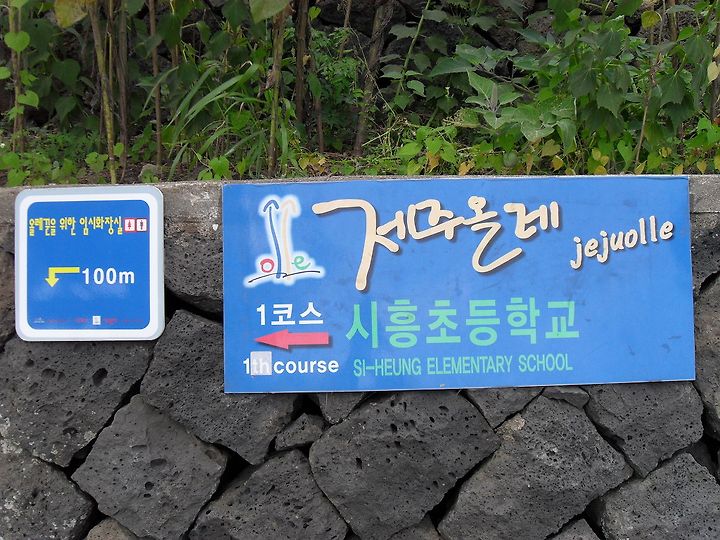 올레길을 위한 임시화장실
100m
olle
제주올레 jejuolle
1코스
시흥초등학교
1th course
SI-HEUNG ELEMENTARY SCHOOL